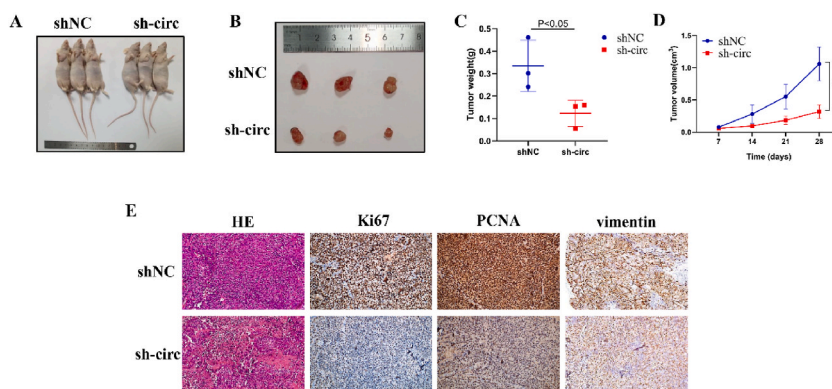 A
shNC
sh-circ
B
1 2 3 4 5 6 7 8
shNC
sh-circ
C
P<0.05
Tumor weight(g)
0.5
0.4
0.3
0.2
0.1
0.0
shNC
sh-circ
shNC
sh-circ
D
Tumor volume(cm³)
1.5
1.0
0.5
0.0
7 14 21 28
Time (days)
shNC
sh-circ
E
HE
Ki67
PCNA
vimentin
shNC
sh-circ